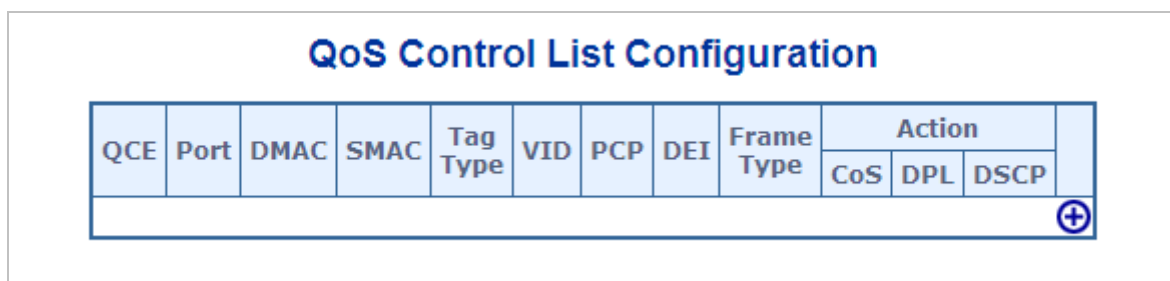 QoS Control List Configuration
QCE Port DMAC SMAC Tag Type VID PCP DEI Frame Type Action
CoS DPL DSCP